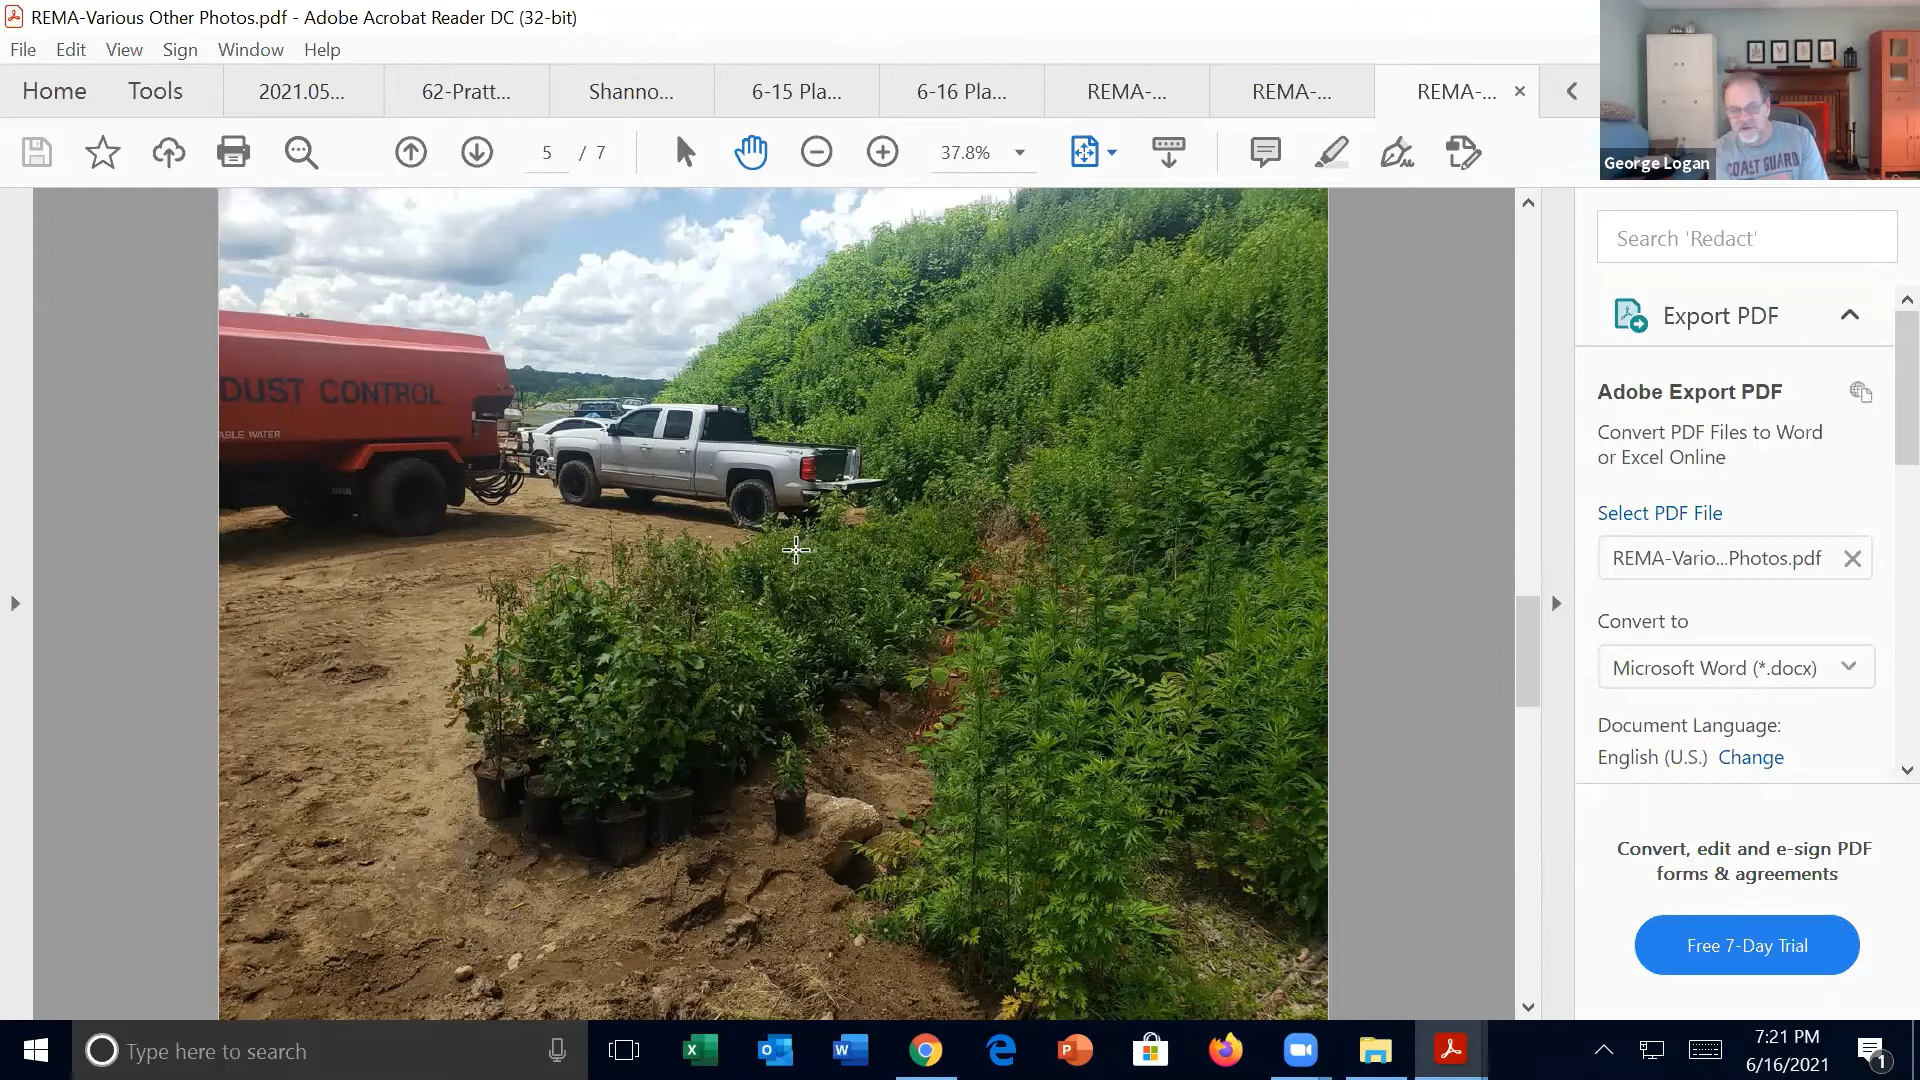 REMA-Various Other Photos.pdf - Adobe Acrobat Reader DC (32-bit)
File Edit View Sign Window Help
Home Tools 2021.05... 62-Pratt... Shanno... 6-15 Pla... 6-16 Pla... REMA-... REMA-... REMA-...
5 / 7 37.8%
George Logan
COAST GUARD
Search 'Redact'
Export PDF
Adobe Export PDF
Convert PDF Files to Word
or Excel Online
Select PDF File
REMA-Vario...Photos.pdf
Convert to
Microsoft Word (*.docx)
Document Language:
English (U.S.) Change
Convert, edit and e-sign PDF
forms & agreements
Free 7-Day Trial
DUST CONTROL
ABLE WATER
Type here to search
7:21 PM
6/16/2021
1